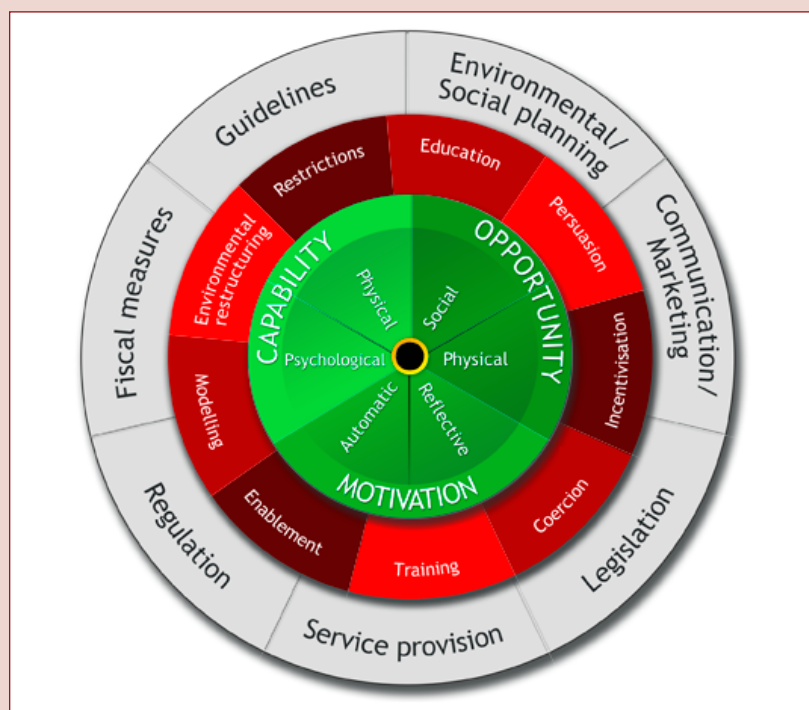 Guidelines
Environmental/
Social planning
Communication/
Marketing
Legislation
Service provision
Regulation
Fiscal measures
Restrictions
Education
Persuasion
Incentivisation
Coercion
Training
Enablement
Modelling
Environmental
restructuring
CAPABILITY
OPPORTUNITY
MOTIVATION
Physical
Social
Psychological
Physical
Automatic
Reflective